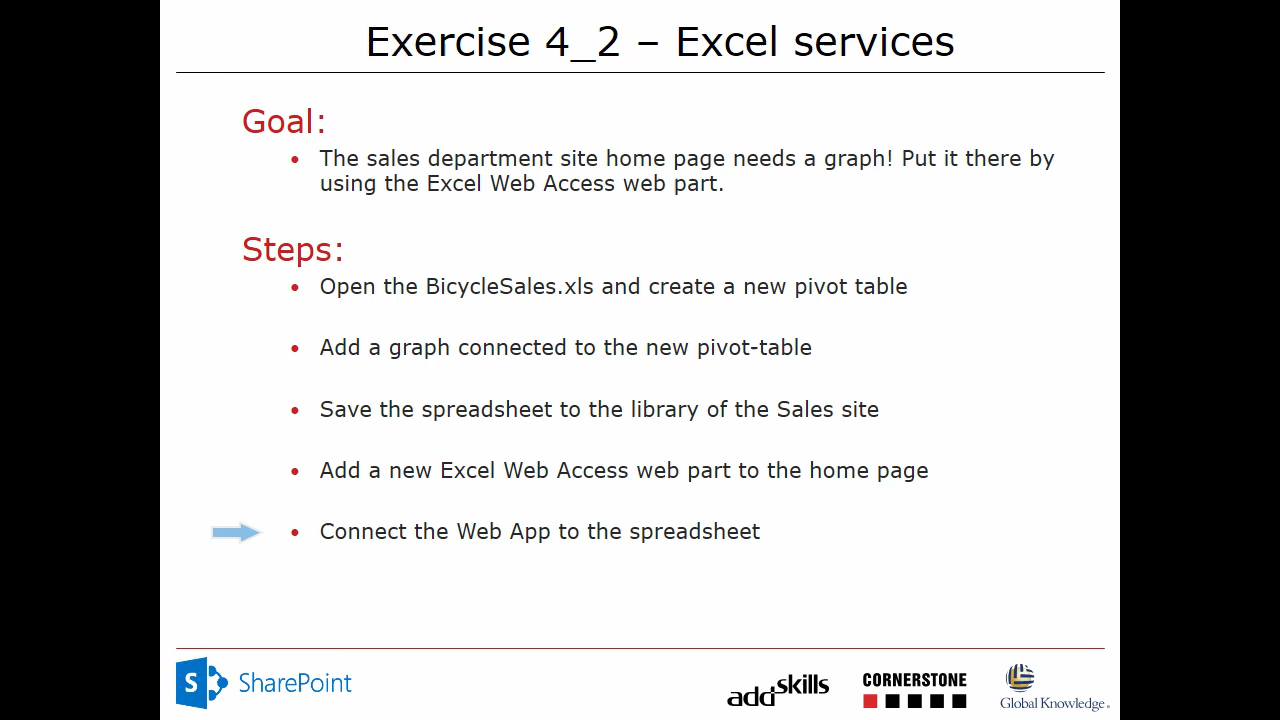 Exercise 4_2 – Excel services
Goal:
• The sales department site home page needs a graph! Put it there by
using the Excel Web Access web part.
Steps:
• Open the BicycleSales.xls and create a new pivot table
• Add a graph connected to the new pivot-table
• Save the spreadsheet to the library of the Sales site
• Add a new Excel Web Access web part to the home page
• Connect the Web App to the spreadsheet
S SharePoint
addskills
CORNERSTONE
Global Knowledge®